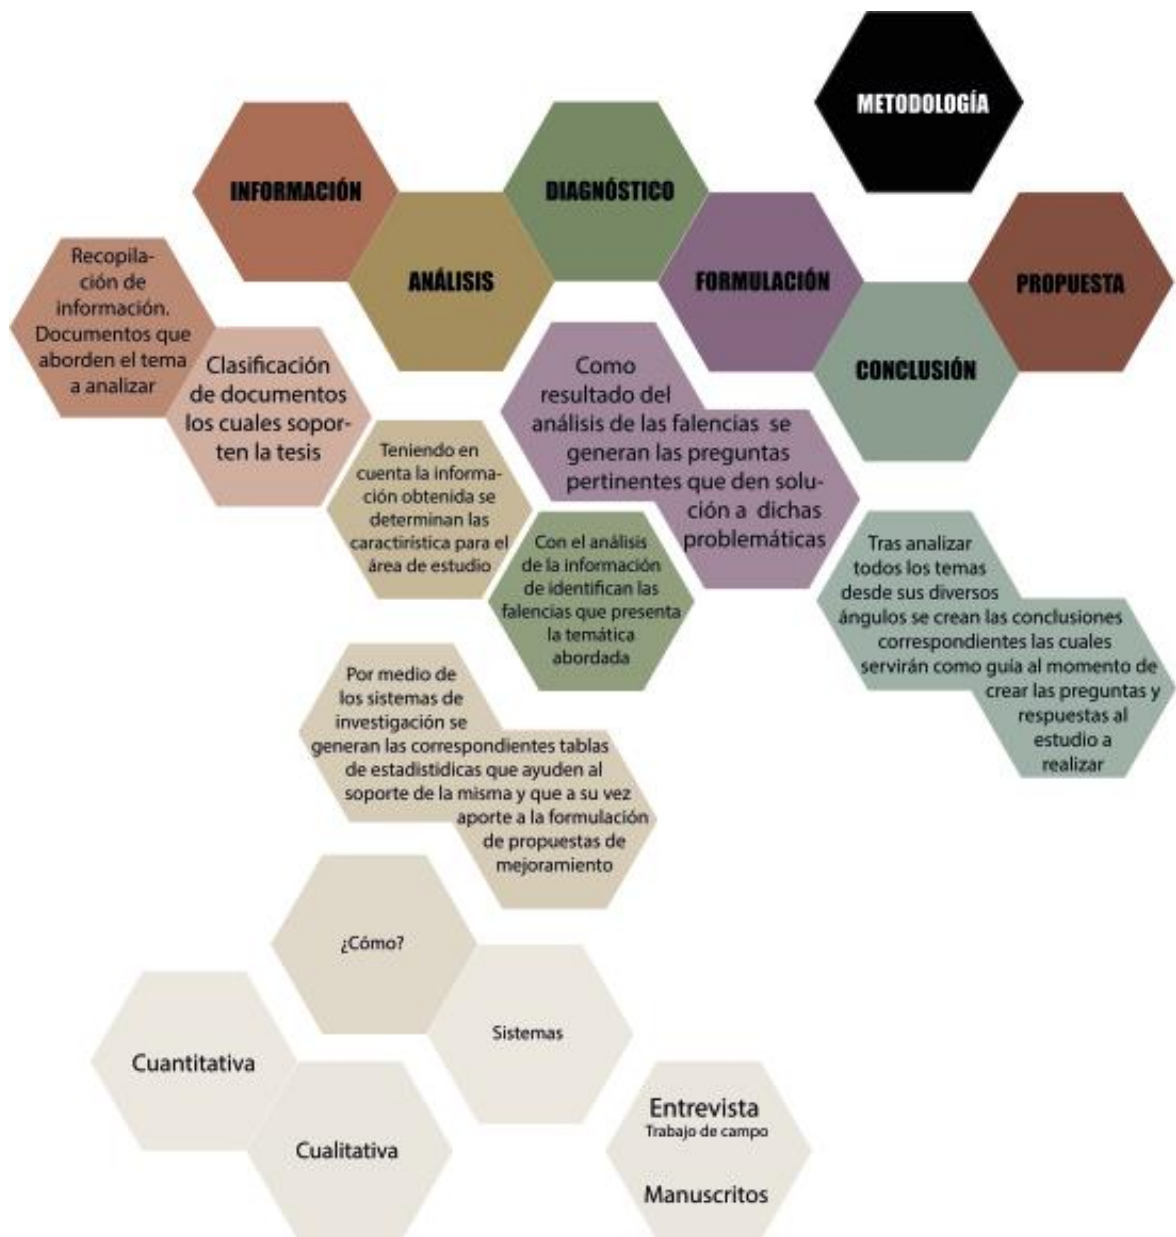 METODOLOGÍA
INFORMACIÓN
DIAGNÓSTICO
ANÁLISIS
FORMULACIÓN
PROPUESTA
CONCLUSIÓN
Recopila-
ción de
información.
Documentos que
aborden el tema
a analizar
Clasificación
de documentos
los cuales sopor-
ten la tesis
Teniendo en
cuenta la informa-
ción obtenida se
determinan las
caractirística para el
área de estudio
Como
resultado del
análisis de las falencias se
generan las preguntas
pertinentes que den solu-
ción a dichas
problemáticas
Con el análisis
de la información
de identifican las
falencias que presenta
la temática
abordada
Tras analizar
todos los temas
desde sus diversos
ángulos se crean las conclusiones
correspondientes las cuales
servirán como guía al momento de
crear las preguntas y
respuestas al
estudio a
realizar
Por medio de
los sistemas de
investigación se
generan las correspondientes tablas
de estadistidicas que ayuden al
soporte de la misma y que a su vez
aporte a la formulación
de propuestas de
mejoramiento
¿Cómo?
Sistemas
Cuantitativa
Cualitativa
Entrevista
Trabajo de campo
Manuscritos